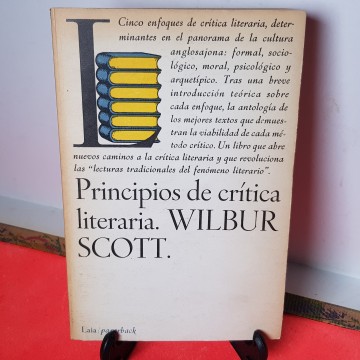 Cinco enfoques de crítica literaria, deter-
minantes en el panorama de la cultura
anglosajona: formal, socio-
lógico, moral, psicológico y
arquetípico. Tras una breve
introducción teórica sobre
cada enfoque, la antología de
los mejores textos que demues-
tran la viabilidad de cada mé-
todo crítico. Un libro que abre
nuevos caminos a la crítica literaria y que revoluciona
las "lecturas tradicionales del fenómeno literario".
Principios de crítica
literaria. WILBUR
SCOTT.
Laia/paperback